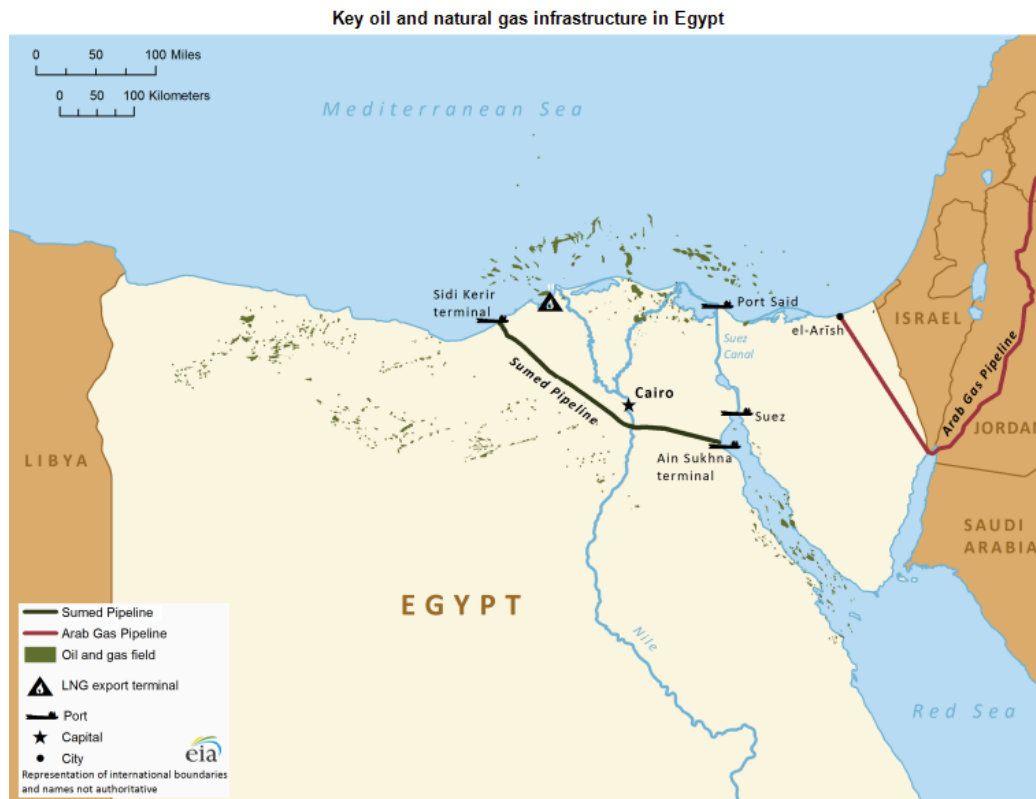 Key oil and natural gas infrastructure in Egypt
0 50 100 Miles
0 50 100 Kilometers
Mediterranean Sea
Sidi Kerir
terminal
Port Said
el-Arīsh
ISRAEL
Suez
Canal
Sumed Pipeline
Cairo
Arab Gas Pipeline
Suez
JORDAN
LIBYA
Ain Sukhna
terminal
SAUDI
ARABIA
EGYPT
Nile
Red Sea
Sumed Pipeline
Arab Gas Pipeline
Oil and gas field
LNG export terminal
Port
Capital
City
eia
Representation of international boundaries
and names not authoritative